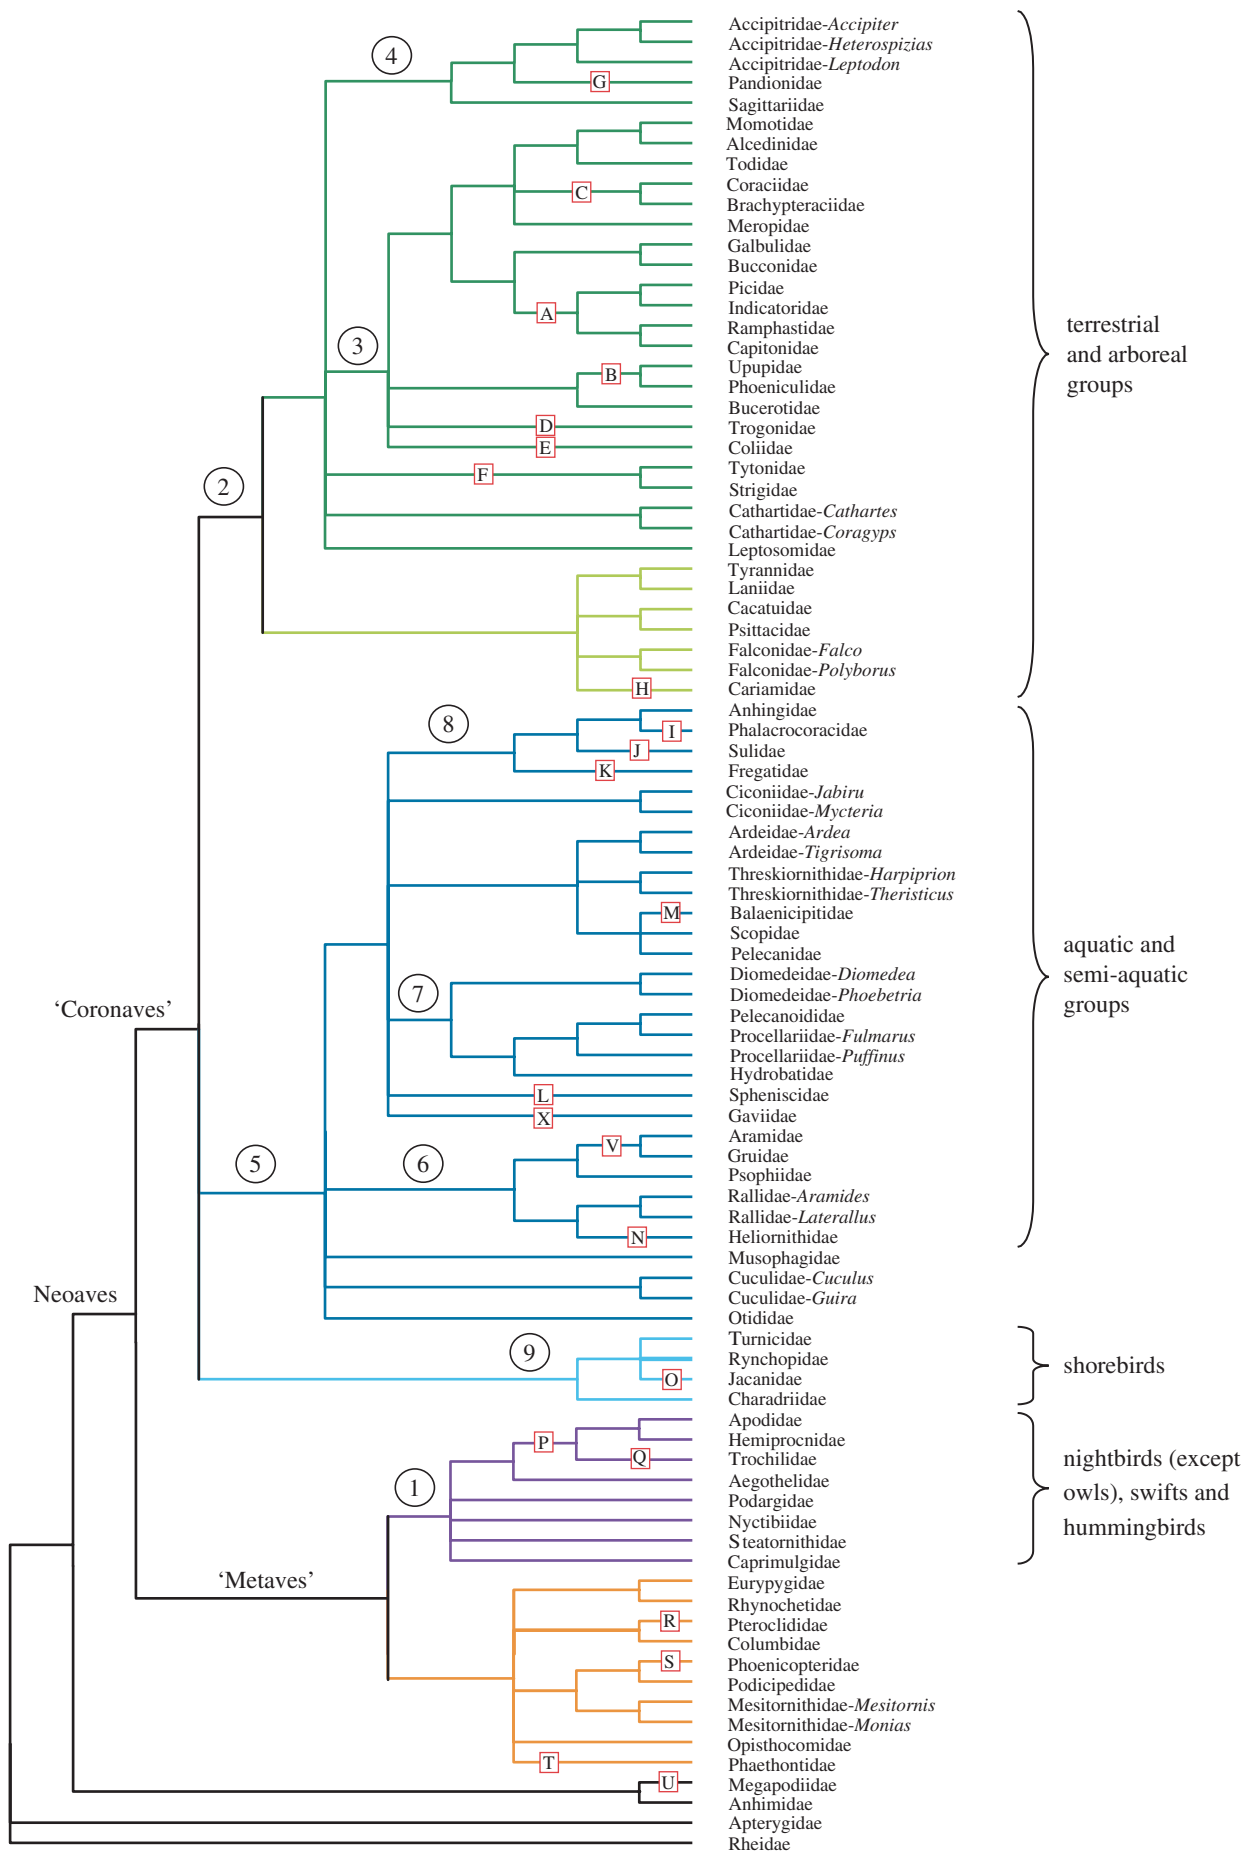 Accipitridae-Accipiter
Accipitridae-Heterospizias
4
Accipitridae-Leptodon
G
Pandionidae
Sagittariidae
Momotidae
Alcedinidae
Todidae
Coraciidae
C
Brachypteraciidae
Meropidae
Galbulidae
Bucconidae
Picidae
Indicatoridae
A
terrestrial
and arboreal
groups
Ramphastidae
3
Capitonidae
Upupidae
B
Phoeniculidae
Bucerotidae
D
Trogonidae
E
Coliidae
Tytonidae
F
2
Strigidae
Cathartidae-Cathartes
Cathartidae-Coragyps
Leptosomidae
Tyrannidae
Laniidae
Cacatuidae
Psittacidae
Falconidae-Falco
Falconidae-Polyborus
H
Cariamidae
Anhingidae
8
I
Phalacrocoracidae
J
Sulidae
K
Fregatidae
Ciconiidae-Jabiru
Ciconiidae-Mycteria
Ardeidae-Ardea
Ardeidae-Tigrisoma
Threskiornithidae-Harpiprion
Threskiornithidae-Theristicus
M
Balaenicipitidae
Scopidae
aquatic and
semi-aquatic
groups
Pelecanidae
Diomedeidae-Diomedea
7
Diomedeidae-Phoebetria
‘Coronaves’
Pelecanoididae
Procellariidae-Fulmarus
Procellariidae-Puffinus
Hydrobatidae
L
Spheniscidae
X
Gaviidae
Aramidae
V
Gruidae
5
6
Psophiidae
Rallidae-Aramides
Rallidae-Laterallus
N
Heliornithidae
Musophagidae
Cuculidae-Cuculus
Neoaves
Cuculidae-Guira
Otididae
Turnicidae
9
Rynchopidae
shorebirds
O
Jacanidae
Charadriidae
Apodidae
P
Hemiprocnidae
Q
Trochilidae
nightbirds (except
owls), swifts and
hummingbirds
1
Aegothelidae
Podargidae
Nyctibiidae
Steatornithidae
Caprimulgidae
‘Metaves’
Eurypygidae
Rhynochetidae
R
Pteroclididae
Columbidae
S
Phoenicopteridae
Podicipedidae
Mesitornithidae-Mesitornis
Mesitornithidae-Monias
Opisthocomidae
T
Phaethontidae
U
Megapodiidae
Anhimidae
Apterygidae
Rheidae